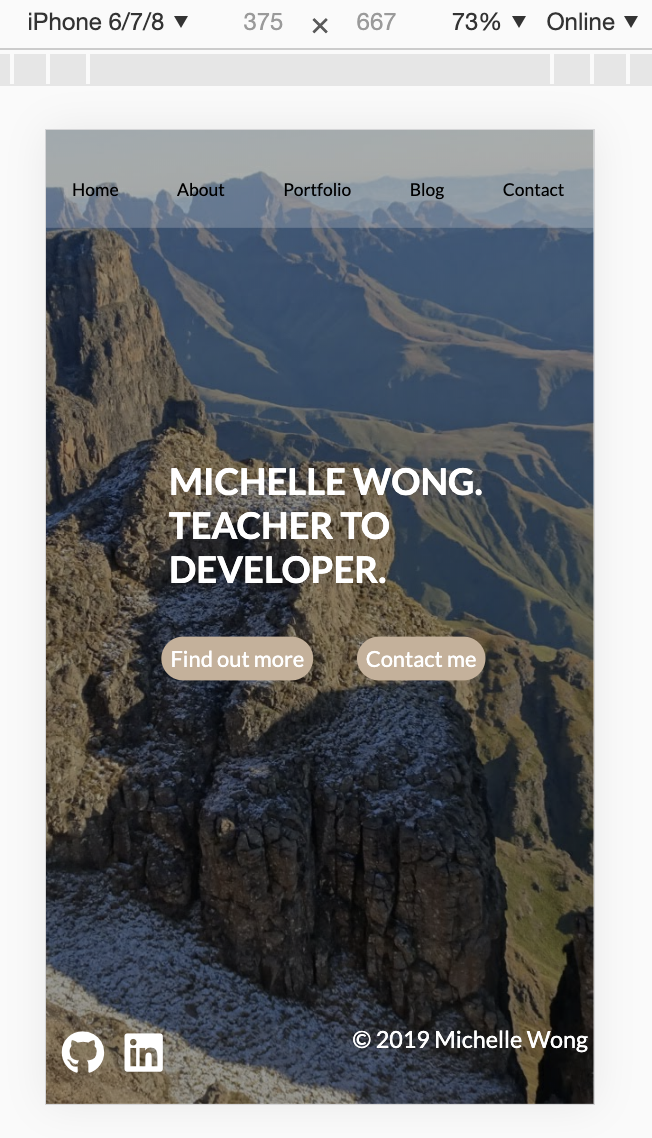 iPhone 6/7/8 ▼ 375 × 667 73% ▼ Online ▼
Home About Portfolio Blog Contact
MICHELLE WONG.
TEACHER TO
DEVELOPER.
Find out more Contact me
© 2019 Michelle Wong
in